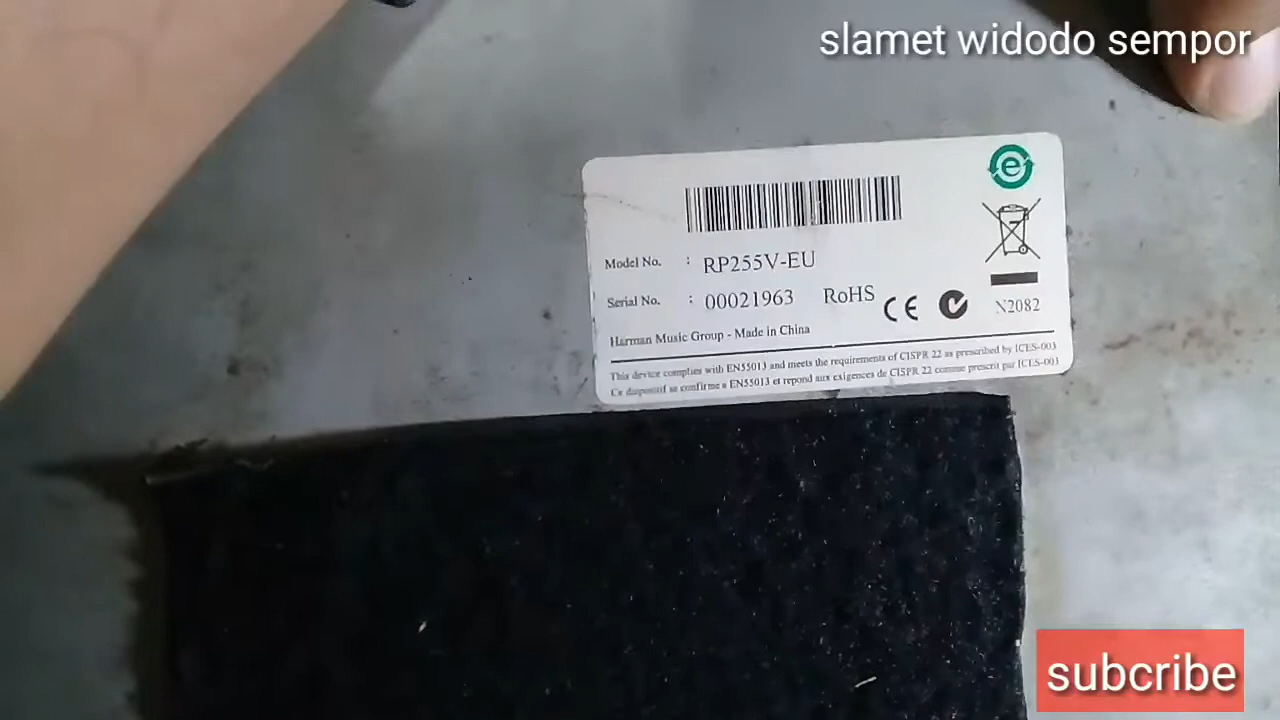 slamet widodo sempor
e
Model No. : RP255V-EU
Serial No. : 00021963 RoHS CE N2082
Harman Music Group - Made in China
This device complies with EN55013 and meets the requirements of CISPR 22 as prescribed by ICES-003
Ce dispositif se confirme a EN55013 et repond aux exigences de CISPR 22 comme prescrit par ICES-003
subcribe